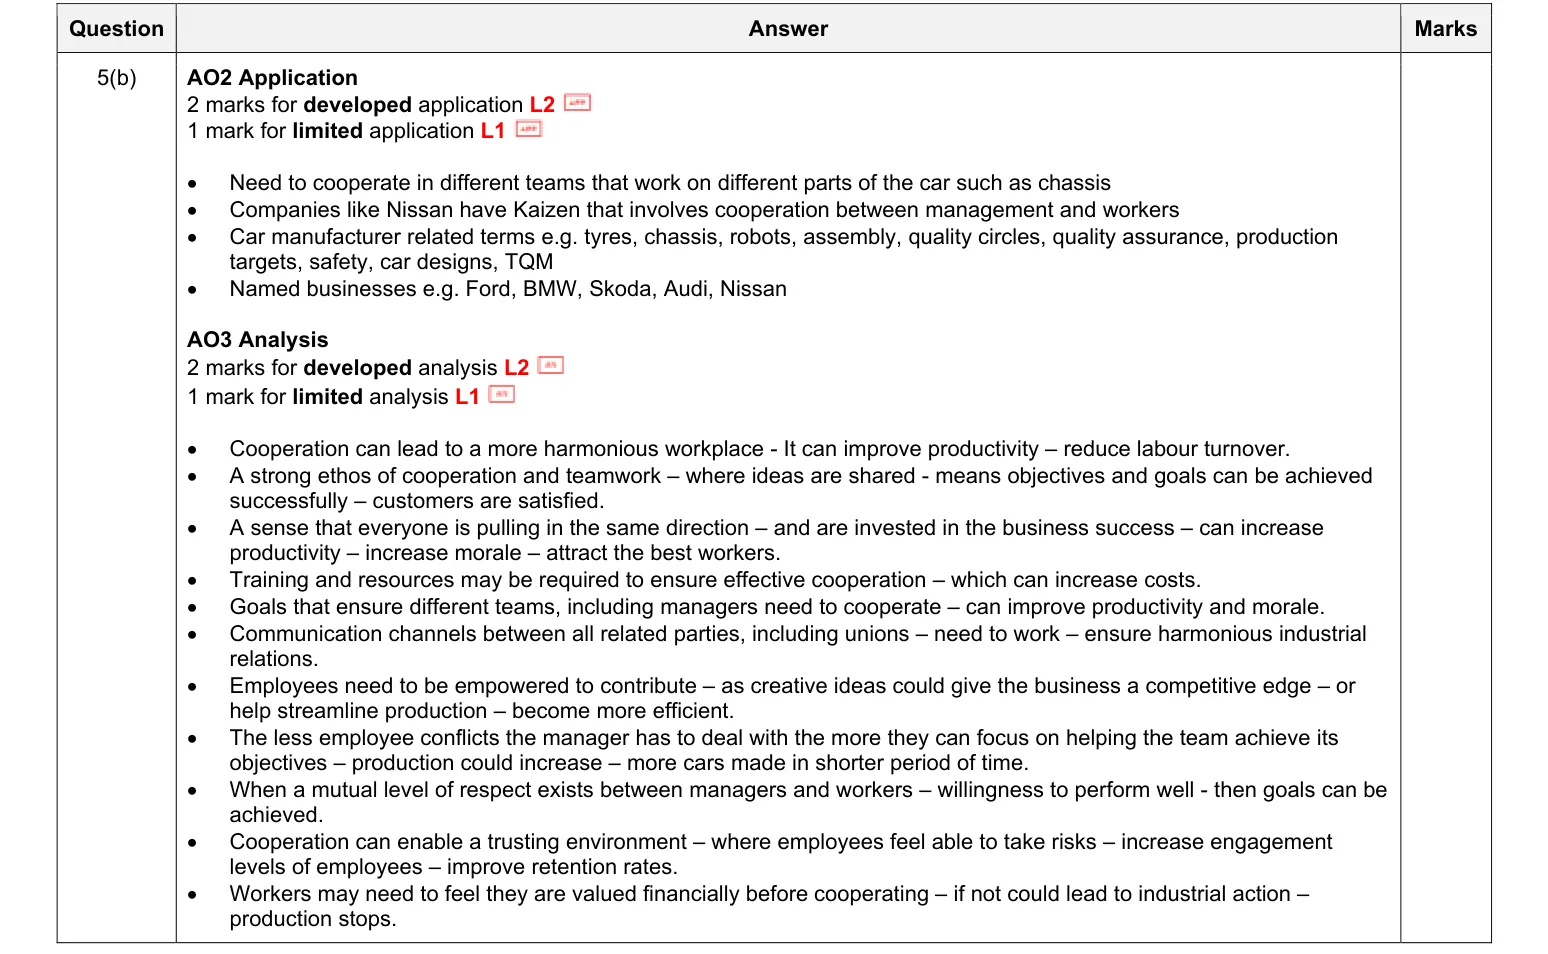 Question Answer Marks
5(b)
AO2 Application
2 marks for developed application L2
1 mark for limited application L1
• Need to cooperate in different teams that work on different parts of the car such as chassis
• Companies like Nissan have Kaizen that involves cooperation between management and workers
• Car manufacturer related terms e.g. tyres, chassis, robots, assembly, quality circles, quality assurance, production
targets, safety, car designs, TQM
• Named businesses e.g. Ford, BMW, Skoda, Audi, Nissan
AO3 Analysis
2 marks for developed analysis L2
1 mark for limited analysis L1
• Cooperation can lead to a more harmonious workplace - It can improve productivity – reduce labour turnover.
• A strong ethos of cooperation and teamwork – where ideas are shared - means objectives and goals can be achieved
successfully – customers are satisfied.
• A sense that everyone is pulling in the same direction – and are invested in the business success – can increase
productivity – increase morale – attract the best workers.
• Training and resources may be required to ensure effective cooperation – which can increase costs.
• Goals that ensure different teams, including managers need to cooperate – can improve productivity and morale.
• Communication channels between all related parties, including unions – need to work – ensure harmonious industrial
relations.
• Employees need to be empowered to contribute – as creative ideas could give the business a competitive edge – or
help streamline production – become more efficient.
• The less employee conflicts the manager has to deal with the more they can focus on helping the team achieve its
objectives – production could increase – more cars made in shorter period of time.
• When a mutual level of respect exists between managers and workers – willingness to perform well - then goals can be
achieved.
• Cooperation can enable a trusting environment – where employees feel able to take risks – increase engagement
levels of employees – improve retention rates.
• Workers may need to feel they are valued financially before cooperating – if not could lead to industrial action –
production stops.